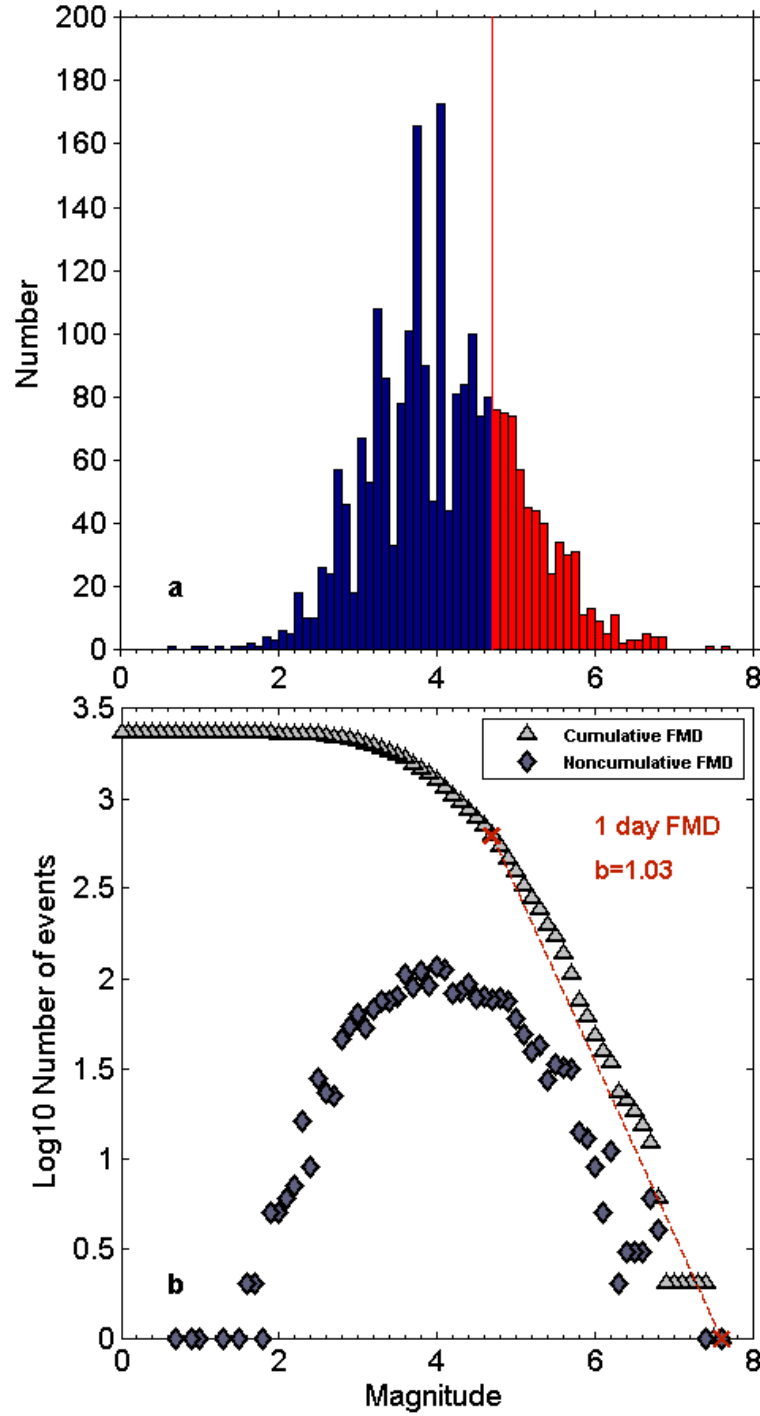 200
180
160
140
120
100
80
60
40
20
0
Number
a
0 2 4 6 8
3.5
3
2.5
2
1.5
1
0.5
0
Log10 Number of events
Cumulative FMD
Noncumulative FMD
1 day FMD
b=1.03
b
0 2 4 6 8
Magnitude